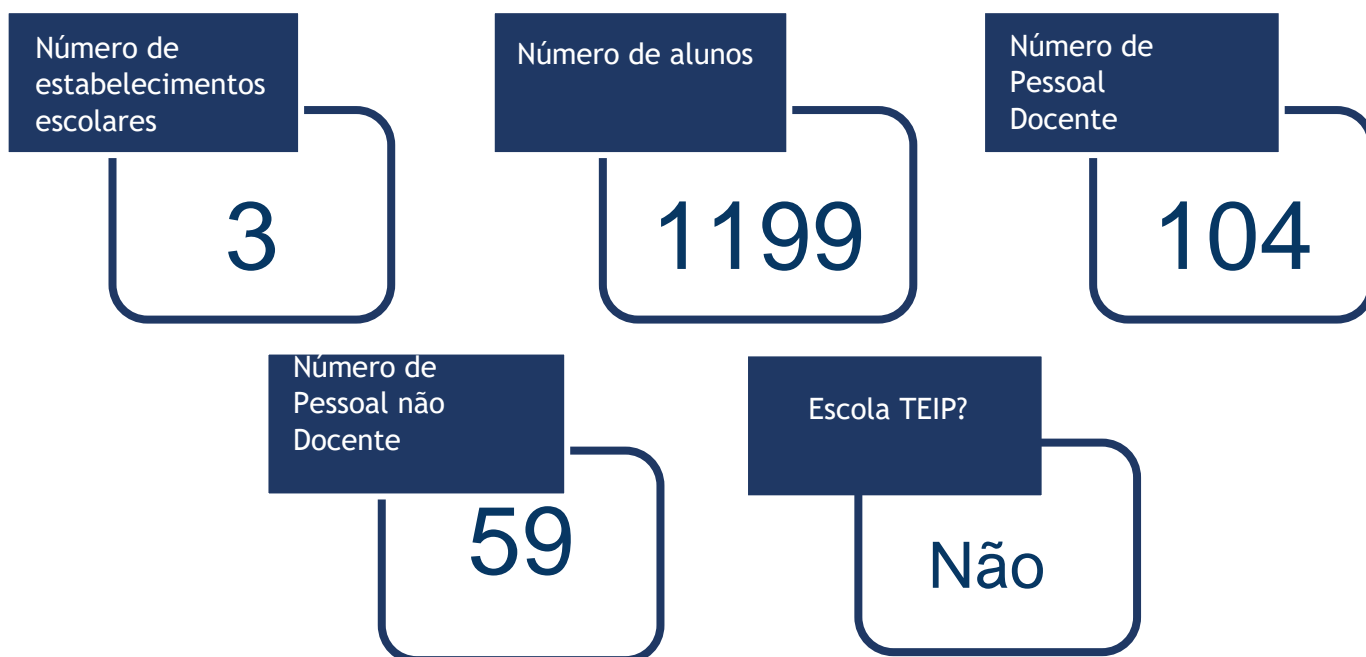 Número de
estabelecimentos
escolares
3
Número de alunos
1199
Número de
Pessoal
Docente
104
Número de
Pessoal não
Docente
59
Escola TEIP?
Não